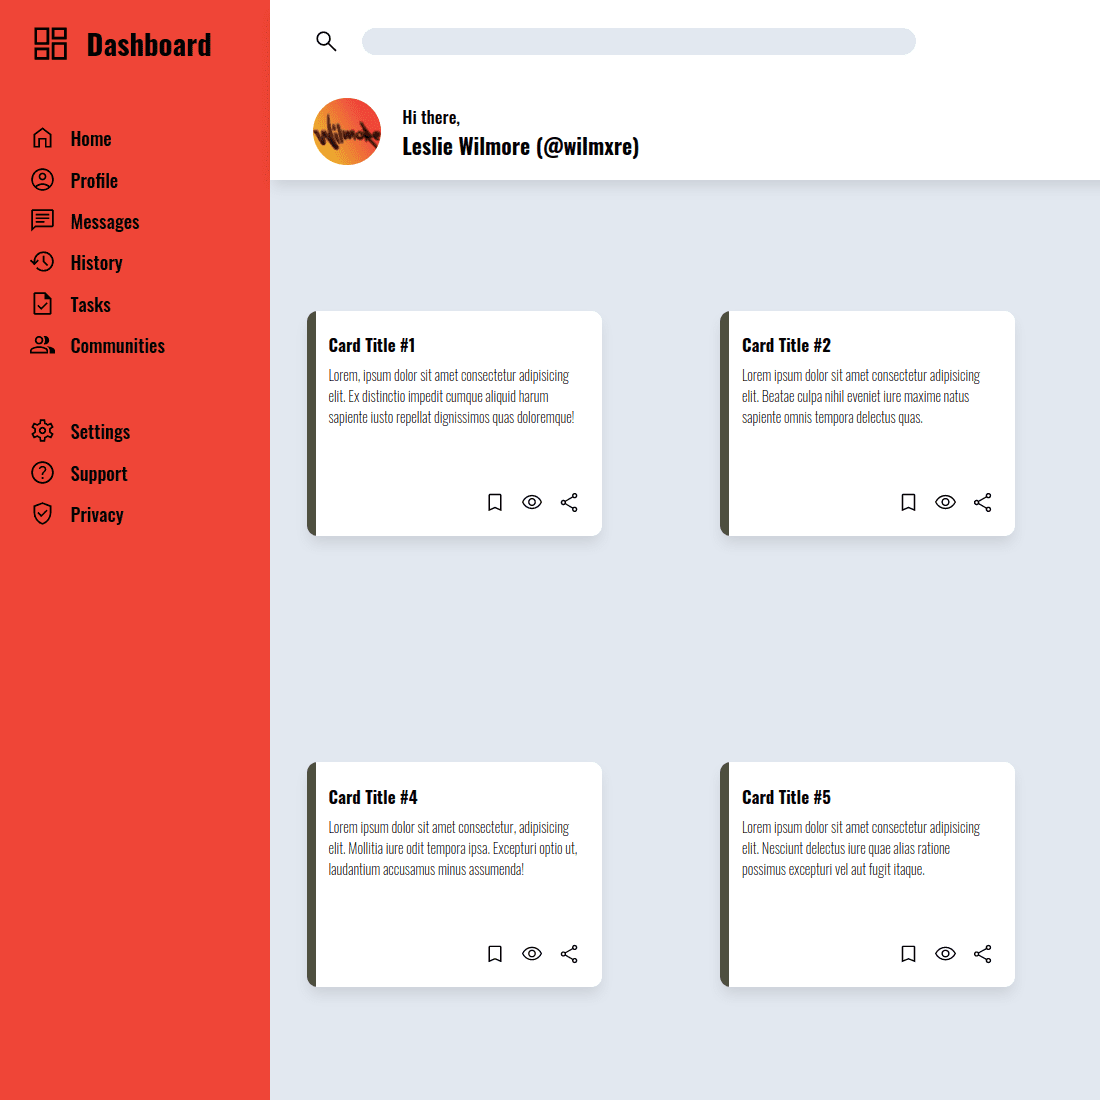 Dashboard
Home
Profile
Messages
History
Tasks
Communities
Settings
Support
Privacy
Wilmore
Hi there,
Leslie Wilmore (@wilmxre)
Card Title #1
Lorem, ipsum dolor sit amet consectetur adipisicing
elit. Ex distinctio impedit cumque aliquid harum
sapiente iusto repellat dignissimos quas doloremque!
Card Title #2
Lorem ipsum dolor sit amet consectetur adipisicing
elit. Beatae culpa nihil eveniet iure maxime natus
sapiente omnis tempora delectus quas.
Card Title #4
Lorem ipsum dolor sit amet consectetur, adipisicing
elit. Mollitia iure odit tempora ipsa. Excepturi optio ut,
laudantium accusamus minus assumenda!
Card Title #5
Lorem ipsum dolor sit amet consectetur adipisicing
elit. Nesciunt delectus iure quae alias ratione
possimus excepturi vel aut fugit itaque.